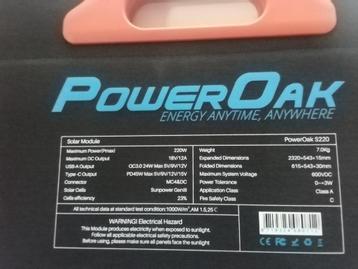 POWEROAK
ENERGY ANYTIME, ANYWHERE
Solar Module PowerOak S220
Maximum Power(Pmax) 220W Weight 7.0Kg
Maximum DC Output 18V/12A Expanded Dimensions 2320×543×15mm
USB-A Output QC3.0 24W Max 5V/9V/12V Folded Dimensions 615×543×30mm
Type-C Output PD45W Max 5V/9V/12V/15V Maximum System Voltage 600VDC
Connector MC4&DC Power Tolerance 0~+3W
Solar Cells Sunpower GenIII Application Class Class A
Cells efficiency 23% Fire Safety Class C
All technical data at standard test condition:1000W/m², AM 1.5,25℃
WARNING! Electrical Hazard
This Module produces electricity when exposed to sunlight.
Follow all applicable electrical safety precautions.
Before opening, please make sure all panels face the sunlight